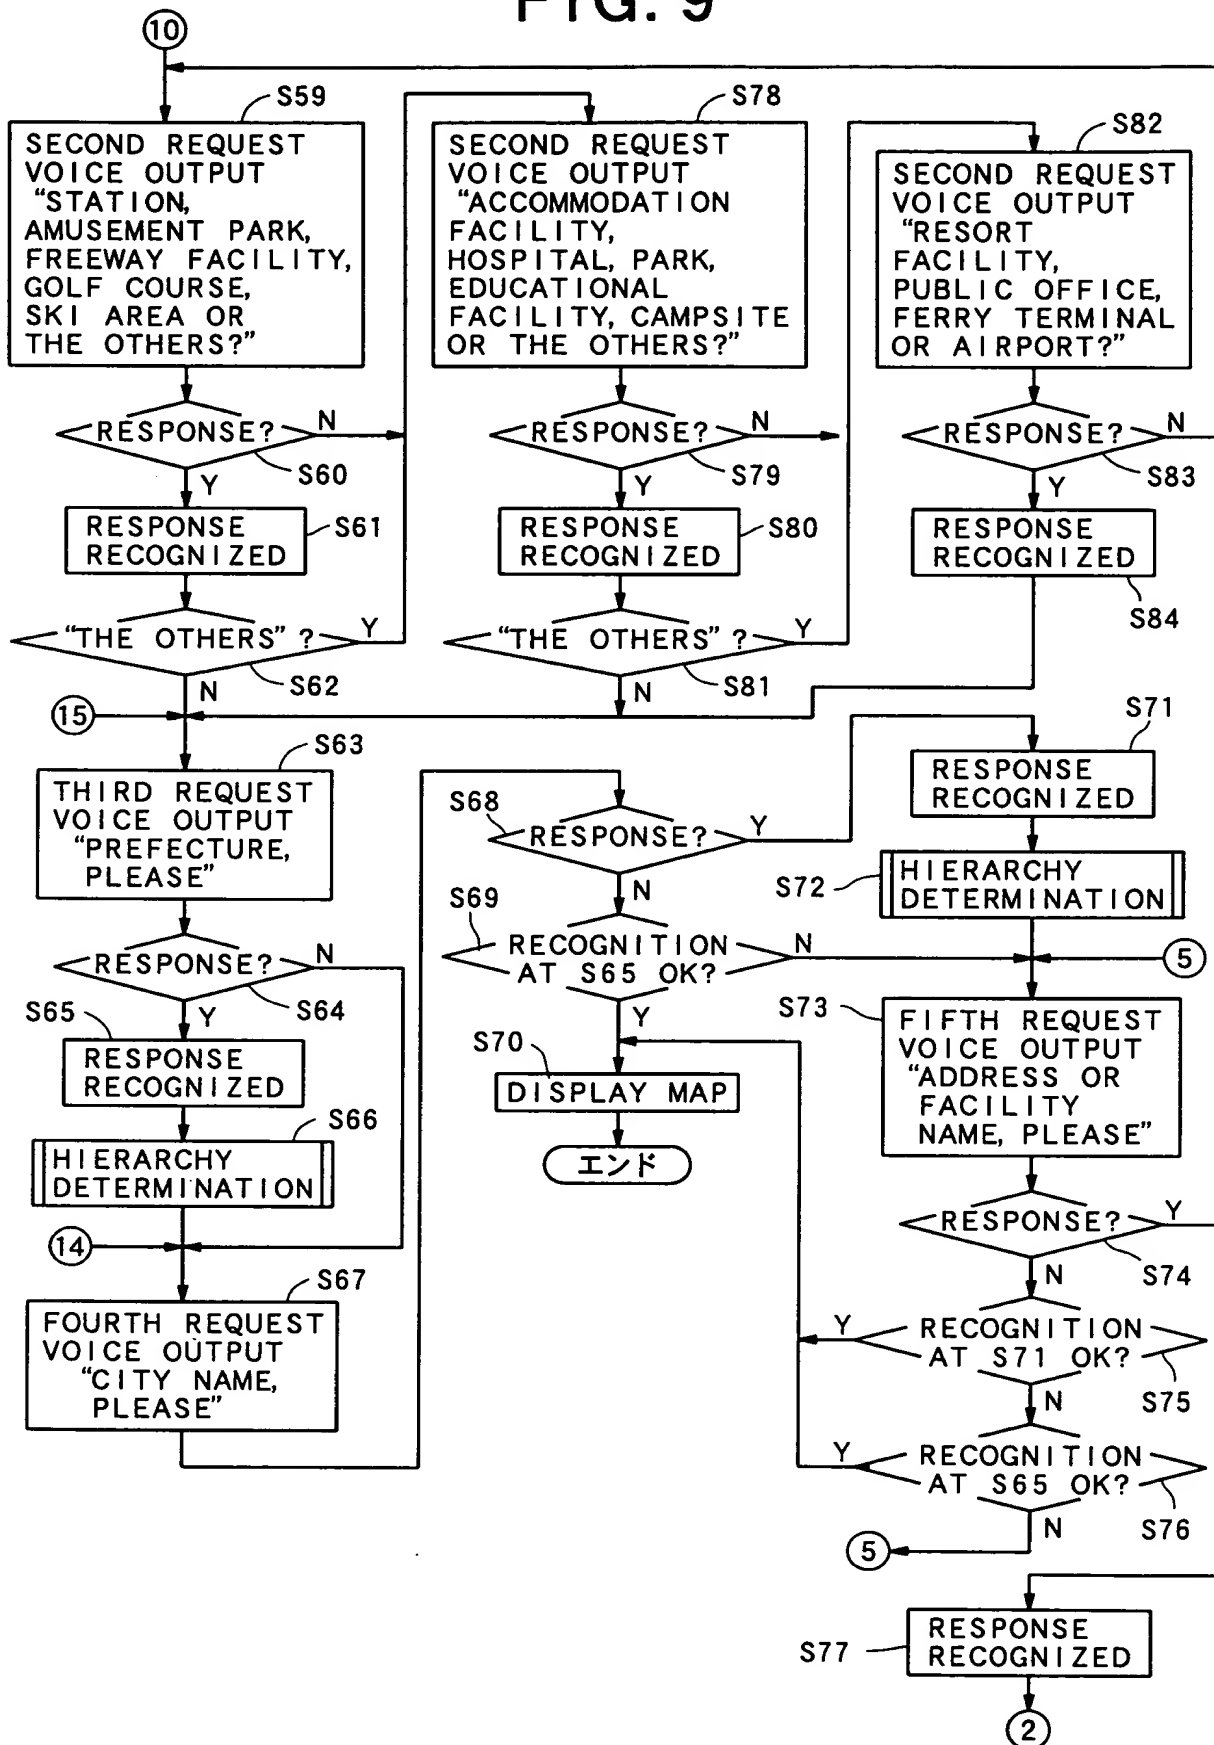 FIG. 9
10
S59
SECOND REQUEST
VOICE OUTPUT
“STATION,
AMUSEMENT PARK,
FREEWAY FACILITY,
GOLF COURSE,
SKI AREA OR
THE OTHERS?”
RESPONSE?
N
S60
Y
RESPONSE
RECOGNIZED
S61
“THE OTHERS” ?
Y
S62
N
15
S78
SECOND REQUEST
VOICE OUTPUT
“ACCOMMODATION
FACILITY,
HOSPITAL, PARK,
EDUCATIONAL
FACILITY, CAMPSITE
OR THE OTHERS?”
RESPONSE?
N
S79
Y
RESPONSE
RECOGNIZED
S80
“THE OTHERS” ?
Y
S81
N
S82
SECOND REQUEST
VOICE OUTPUT
“RESORT
FACILITY,
PUBLIC OFFICE,
FERRY TERMINAL
OR AIRPORT?”
RESPONSE?
N
S83
Y
RESPONSE
RECOGNIZED
S84
S63
THIRD REQUEST
VOICE OUTPUT
“PREFECTURE,
PLEASE”
RESPONSE?
N
S64
Y
S65
RESPONSE
RECOGNIZED
S66
HIERARCHY
DETERMINATION
14
S67
FOURTH REQUEST
VOICE OUTPUT
“CITY NAME,
PLEASE”
S68
RESPONSE?
Y
N
S69
RECOGNITION
AT S65 OK?
N
Y
S70
DISPLAY MAP
エンド
S71
RESPONSE
RECOGNIZED
S72
HIERARCHY
DETERMINATION
5
S73
FIFTH REQUEST
VOICE OUTPUT
“ADDRESS OR
FACILITY
NAME, PLEASE”
RESPONSE?
Y
S74
N
Y
RECOGNITION
AT S71 OK?
S75
N
Y
RECOGNITION
AT S65 OK?
S76
N
5
S77
RESPONSE
RECOGNIZED
2